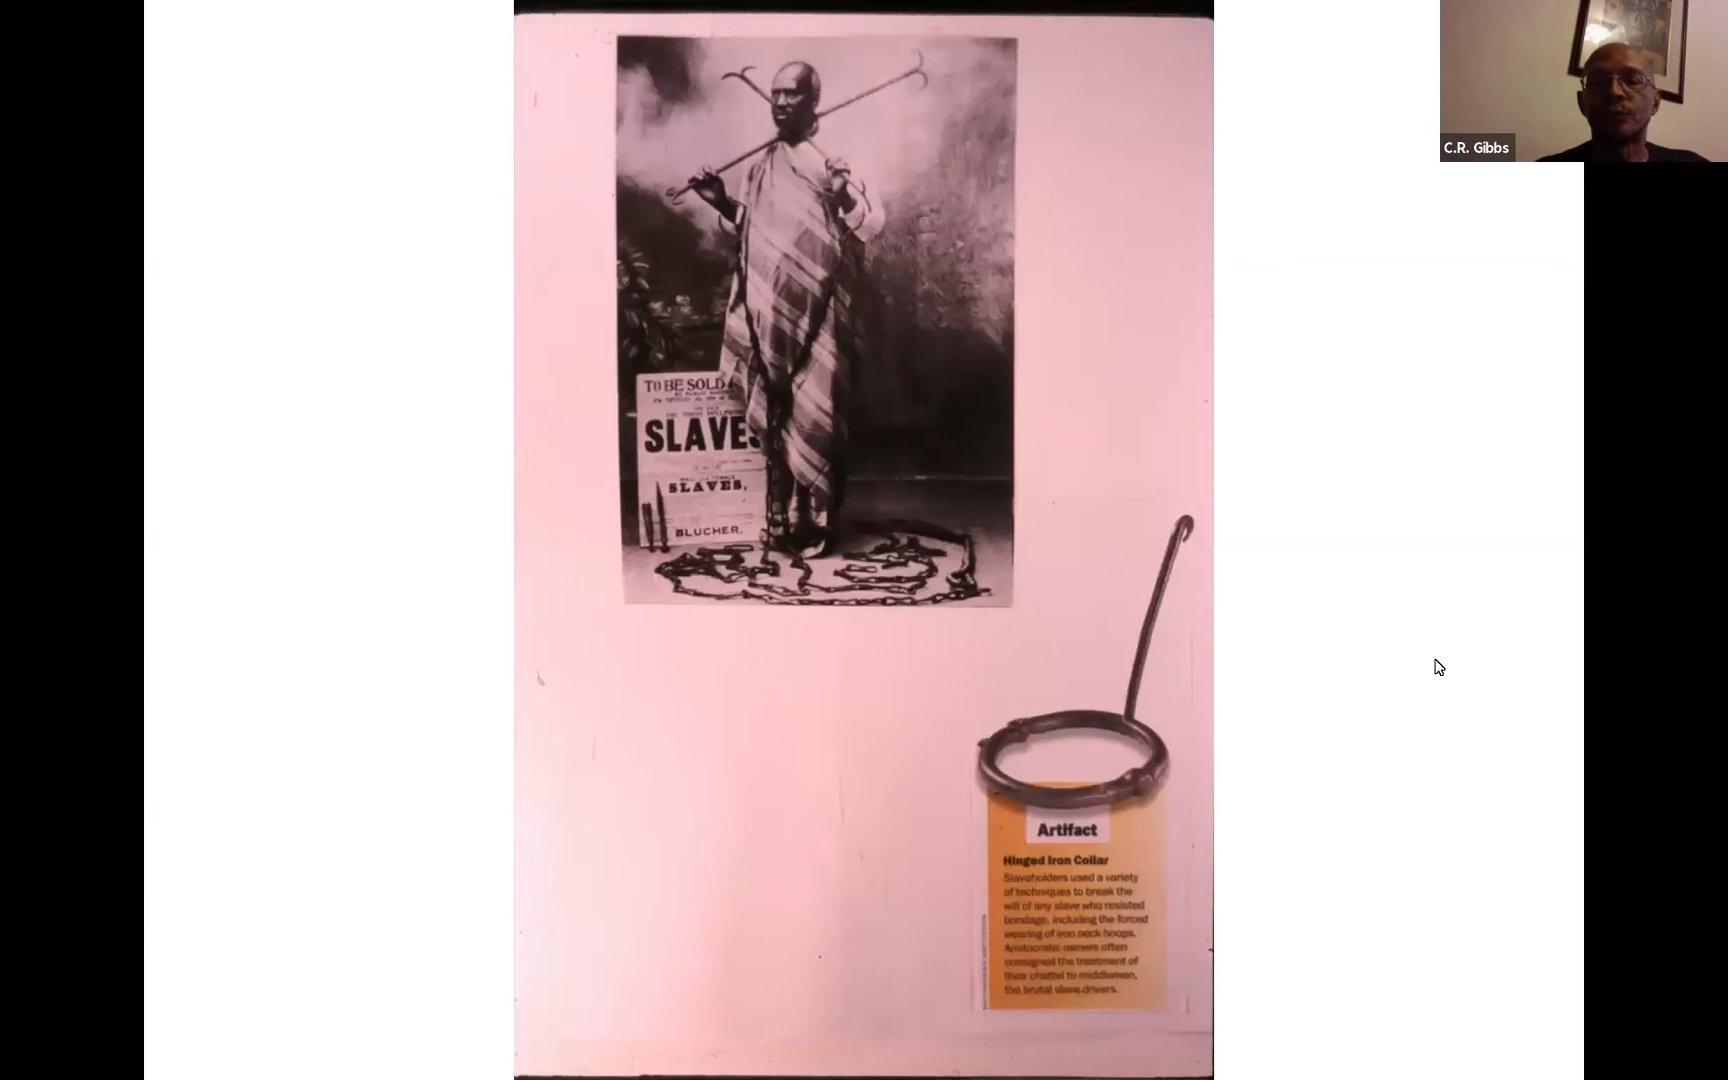 C.R. Gibbs
TO BE SOLD
SLAVES
SLAVES,
BLUCHER.
Artifact
Hinged Iron Collar
Slaveholders used a variety
of techniques to break the
will of any slave who resisted
bondage, including the forced
wearing of iron neck hoops.
Aristocratic owners often
consigned the treatment of
their chattel to middlemen,
the brutal slave drivers.